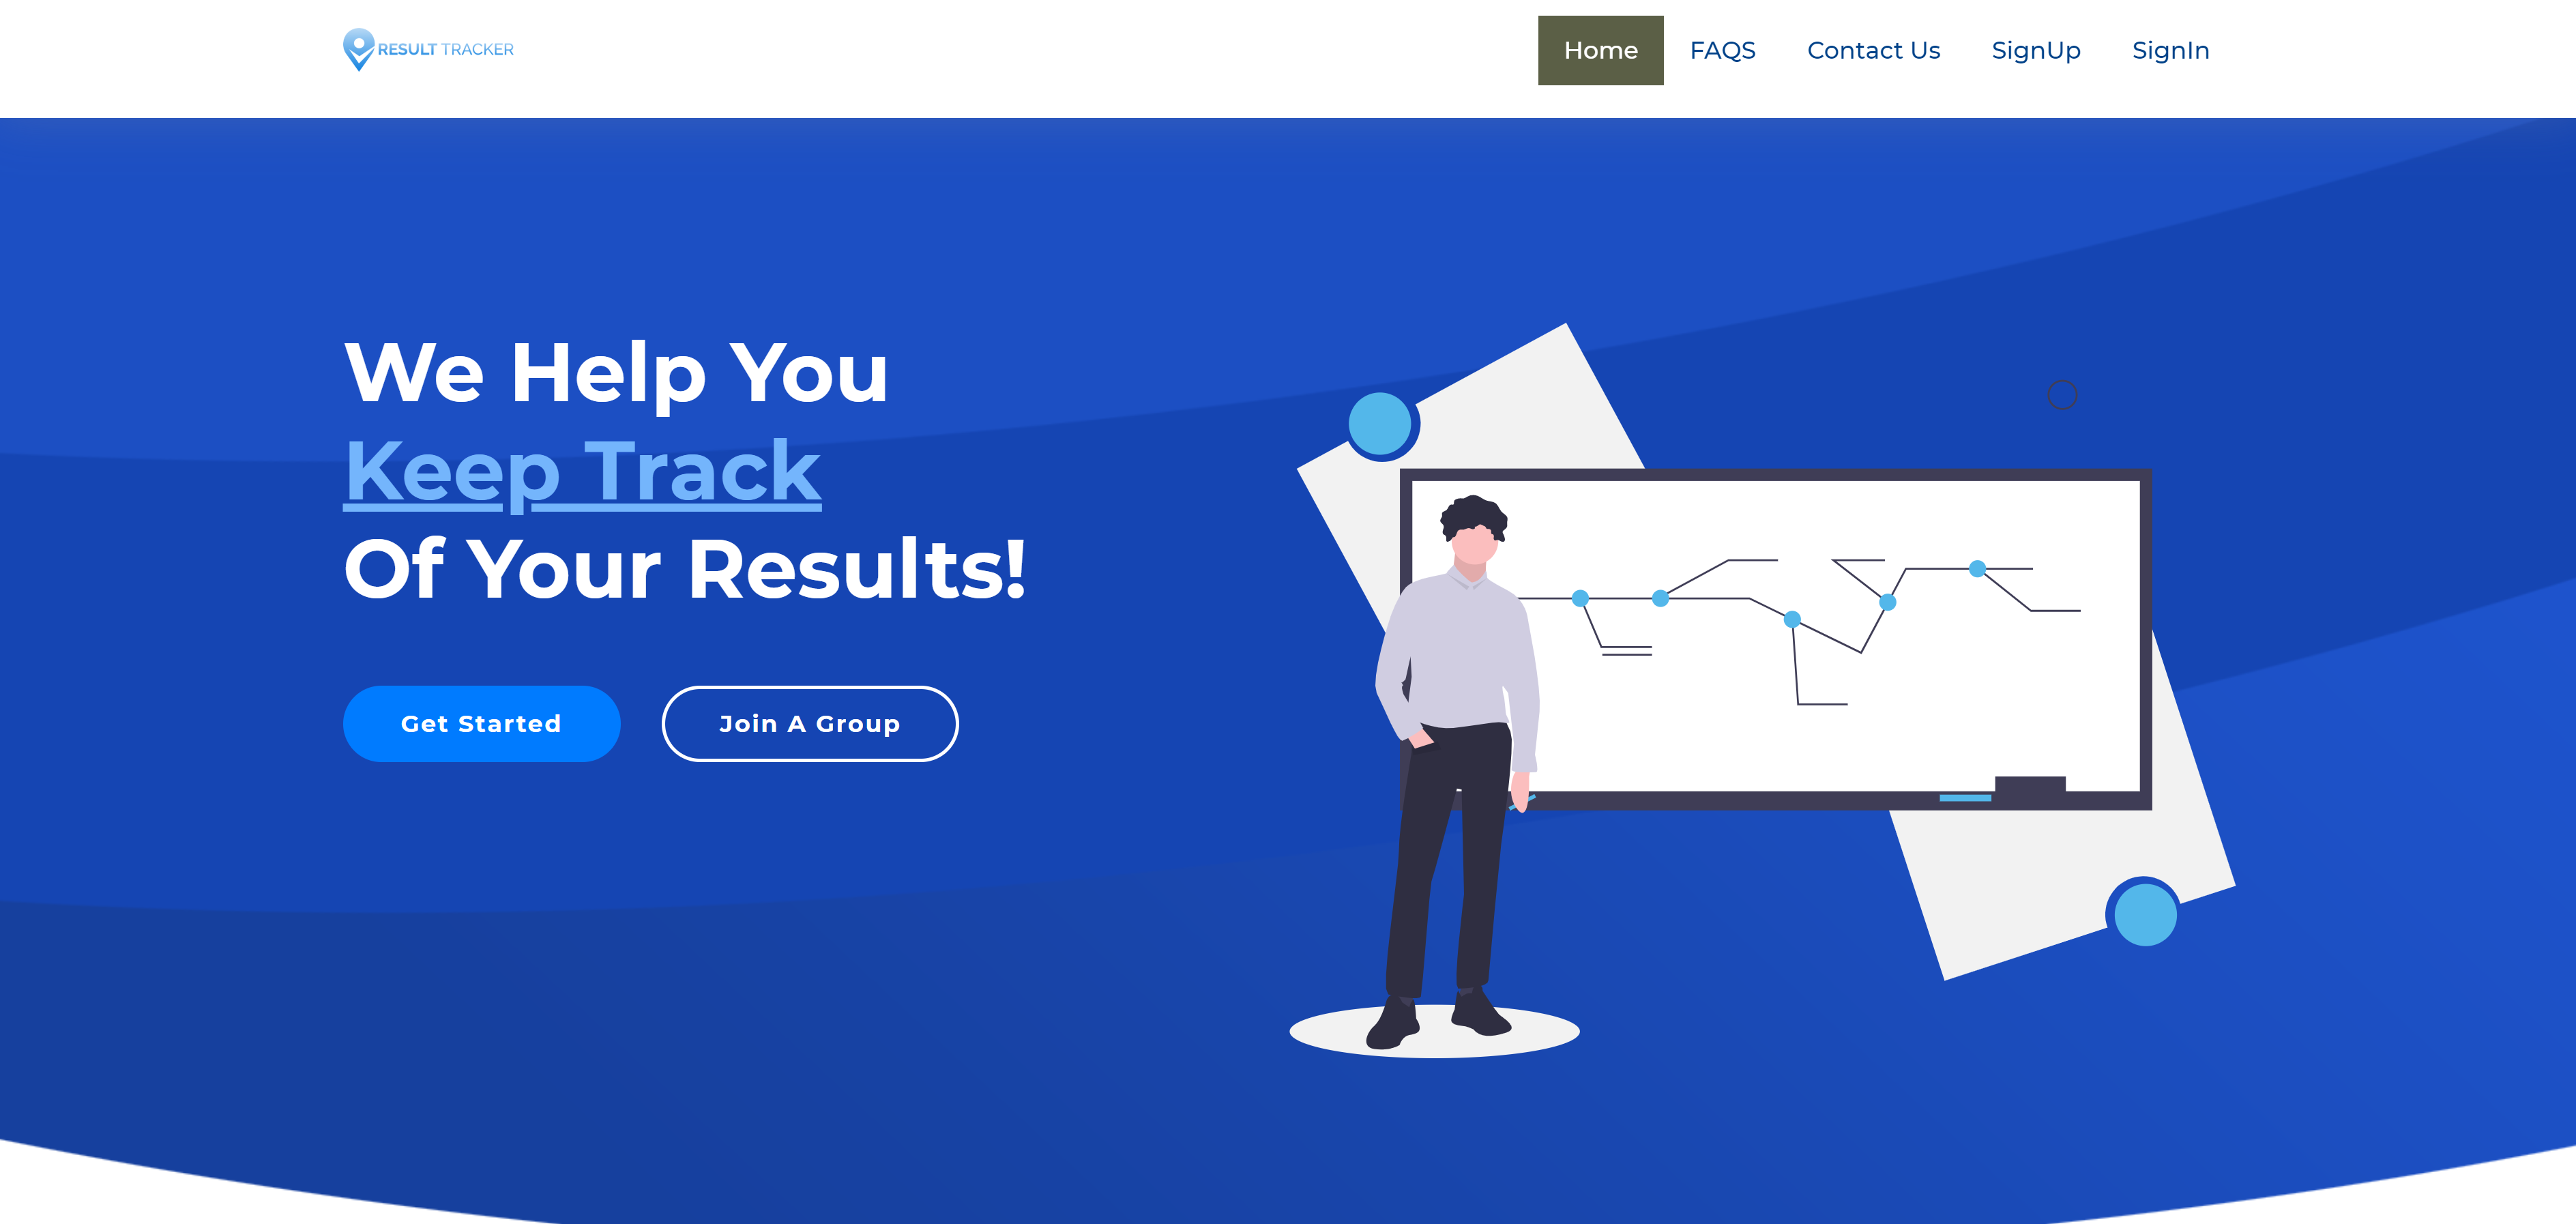 RESULT TRACKER
Home
FAQS
Contact Us
SignUp
SignIn
We Help You
Keep Track
Of Your Results!
Get Started
Join A Group